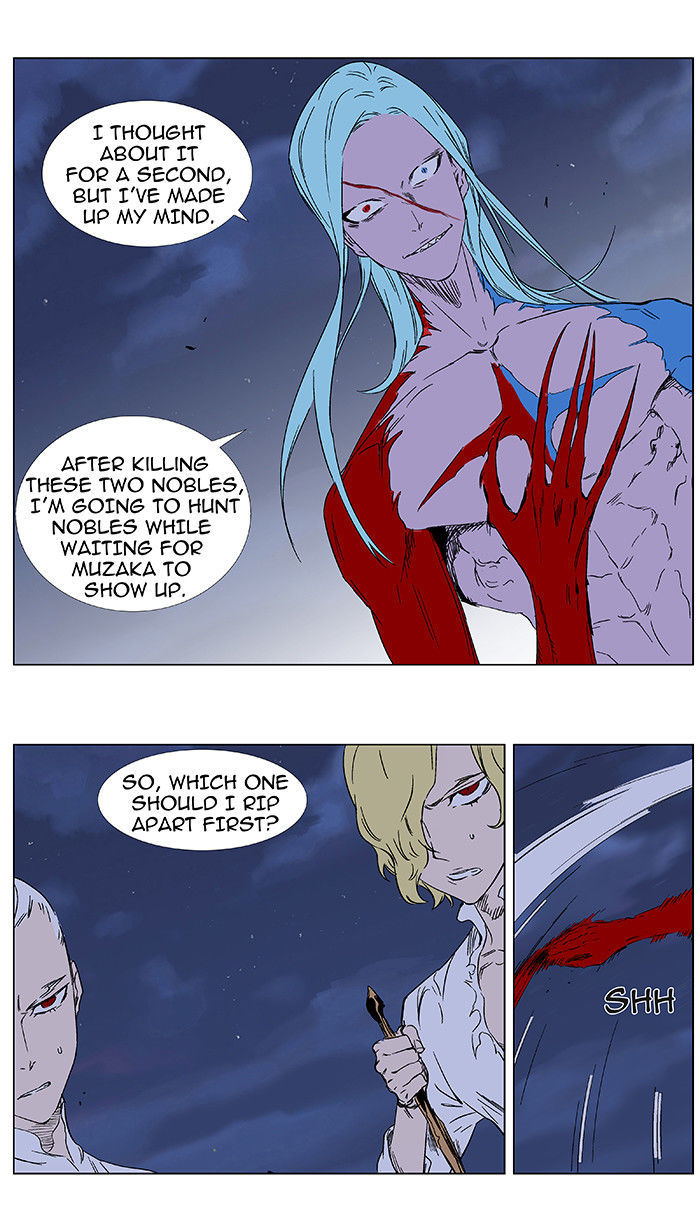 I THOUGHT
ABOUT IT
FOR A SECOND,
BUT I'VE MADE
UP MY MIND.
AFTER KILLING
THESE TWO NOBLES,
I'M GOING TO HUNT
NOBLES WHILE
WAITING FOR
MUZAKA TO
SHOW UP.
SO, WHICH ONE
SHOULD I RIP
APART FIRST?
SHH